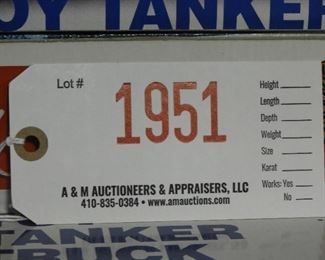 OY TANKER
Lot #
1951
Height
Length
Depth
Weight
Size
Karat
Works: Yes
No
A & M AUCTIONEERS & APPRAISERS, LLC
410-835-0384 • www.amauctions.com
TANKER
TRUCK